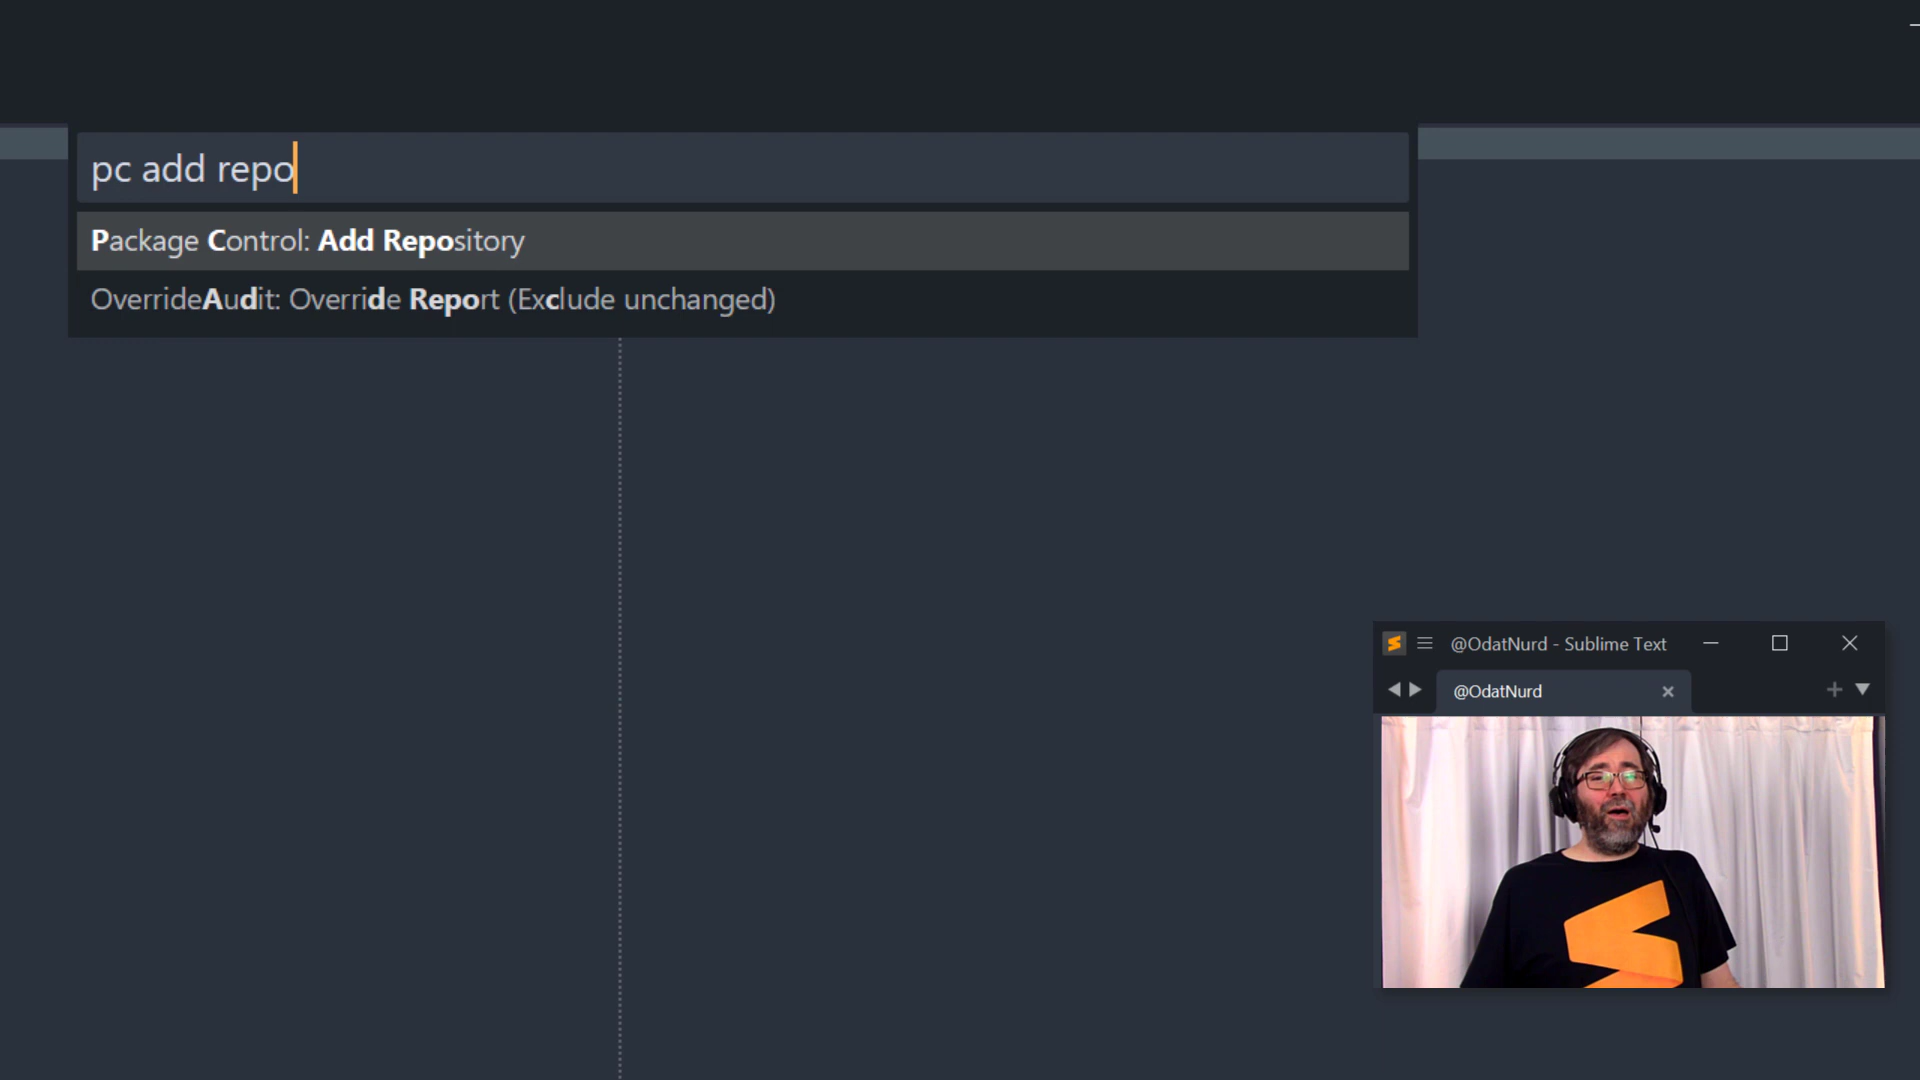 pc add repo
Package Control: Add Repository
OverrideAudit: Override Report (Exclude unchanged)
@OdatNurd - Sublime Text
@OdatNurd